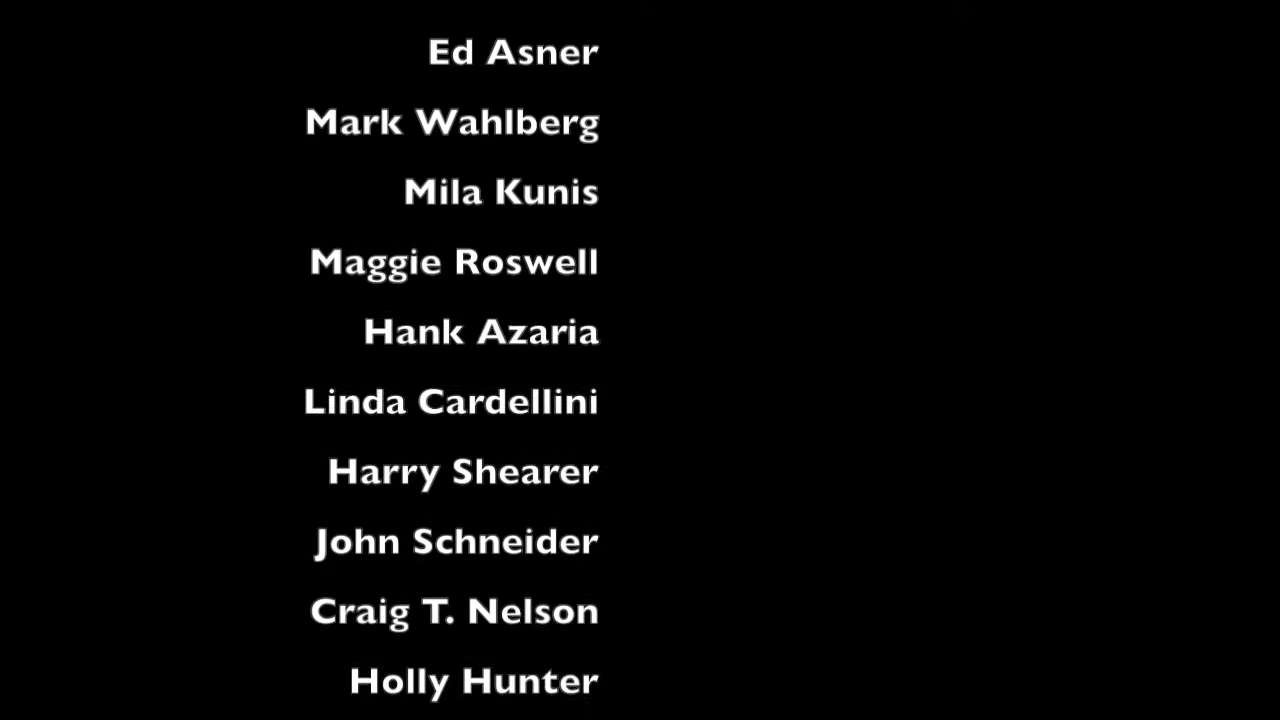 Ed Asner
Mark Wahlberg
Mila Kunis
Maggie Roswell
Hank Azaria
Linda Cardellini
Harry Shearer
John Schneider
Craig T. Nelson
Holly Hunter